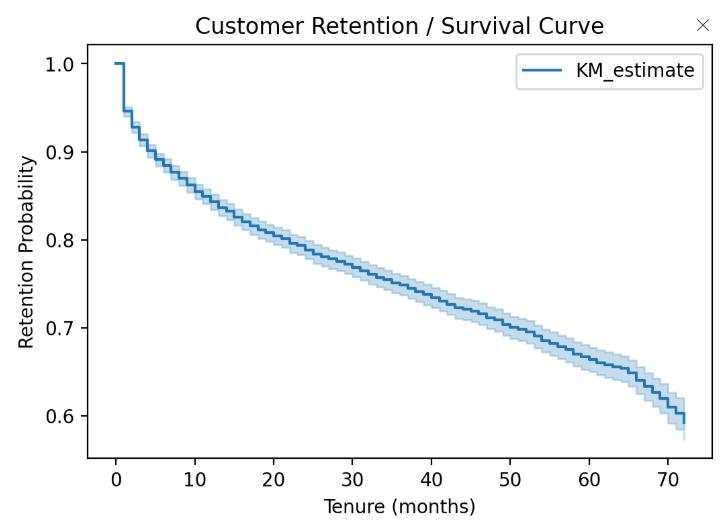 Customer Retention / Survival Curve
KM_estimate
Retention Probability
1.0
0.9
0.8
0.7
0.6
0 10 20 30 40 50 60 70
Tenure (months)